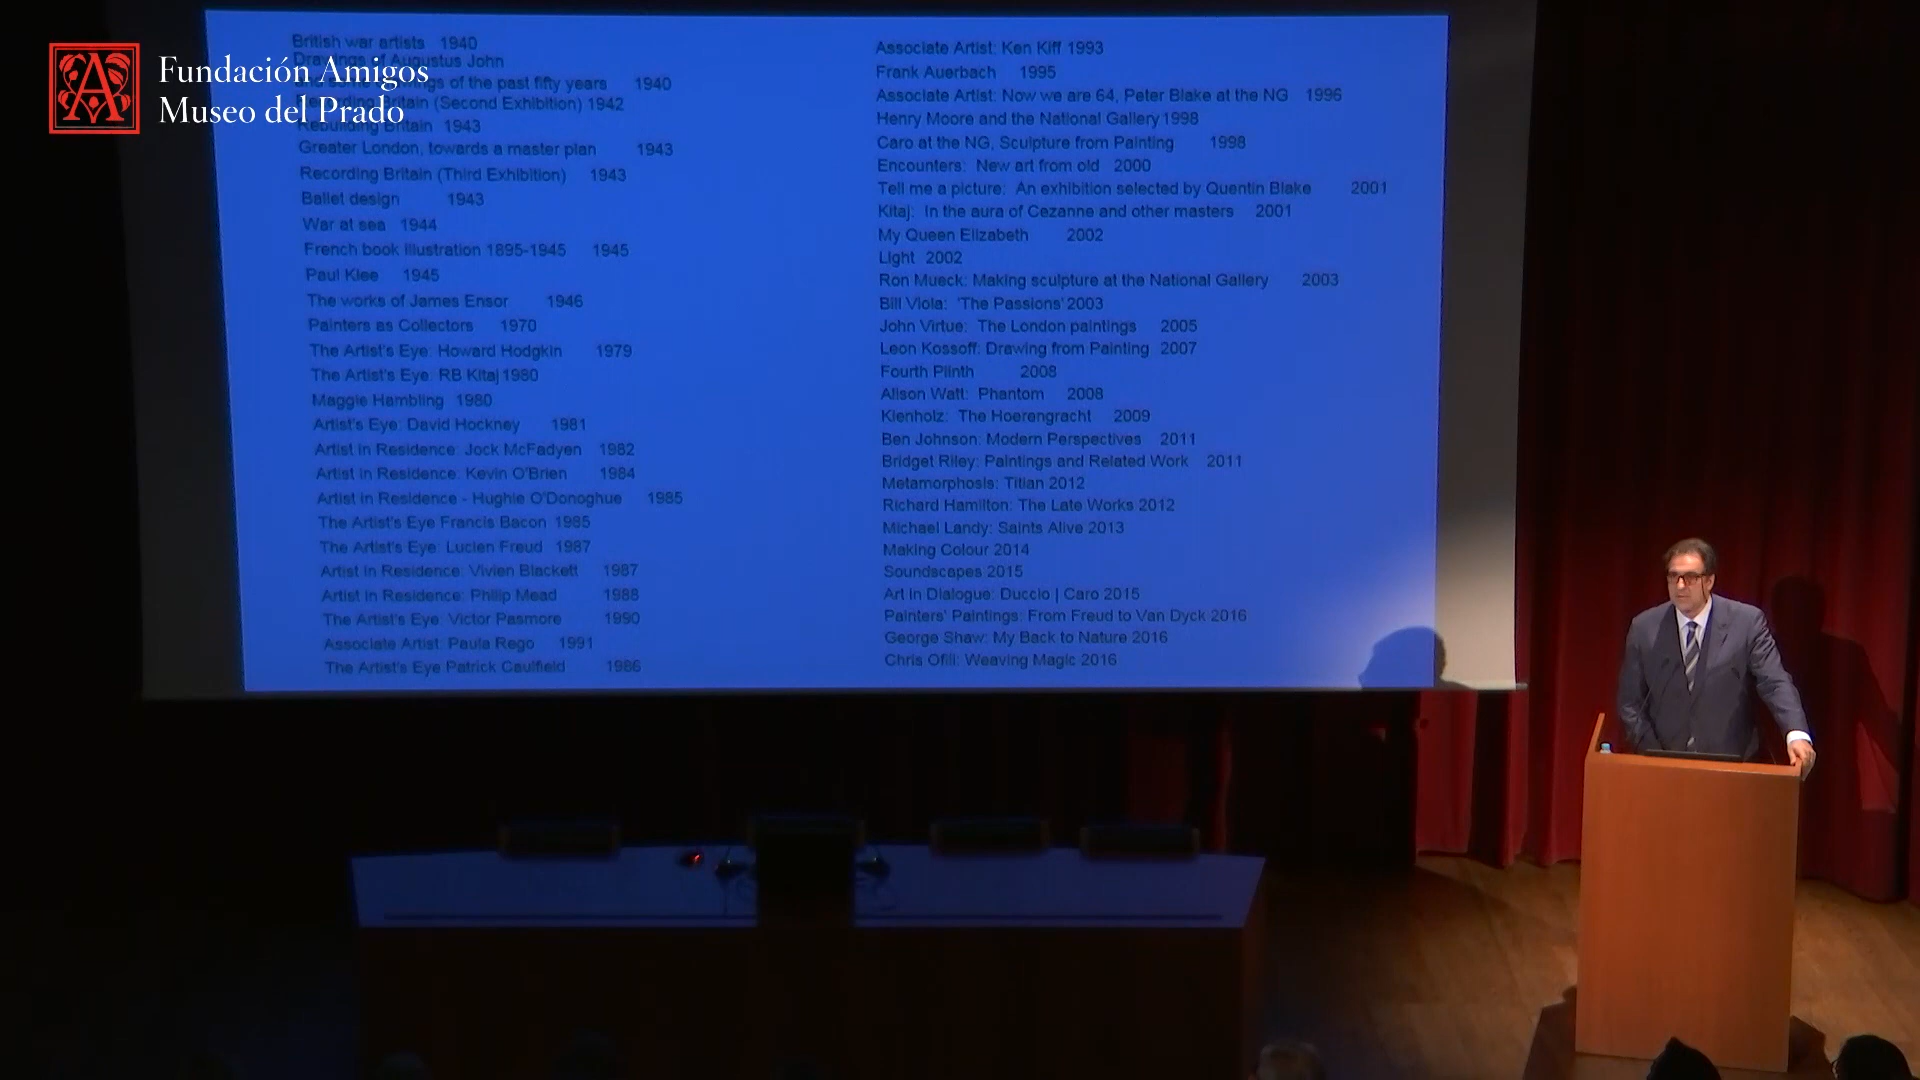 Fundación Amigos
Museo del Prado
British war artists 1940
Drawings of Augustus John
of the past fifty years 1940
Britain (Second Exhibition) 1942
Rebuilding Britain 1943
Greater London, towards a master plan 1943
Recording Britain (Third Exhibition) 1943
Ballet design 1943
War at sea 1944
French book illustration 1895-1945 1945
Paul Klee 1945
The works of James Ensor 1946
Painters as Collectors 1970
The Artist's Eye: Howard Hodgkin 1979
The Artist's Eye: RB Kitaj 1980
Maggie Hambling 1980
Artist's Eye: David Hockney 1981
Artist in Residence: Jock McFadyen 1982
Artist in Residence: Kevin O'Brien 1984
Artist in Residence - Hughie O'Donoghue 1985
The Artist's Eye Francis Bacon 1985
The Artist's Eye: Lucien Freud 1987
Artist in Residence: Vivien Blackett 1987
Artist in Residence: Philip Mead 1988
The Artist's Eye: Victor Pasmore 1990
Associate Artist: Paula Rego 1991
The Artist's Eye Patrick Caulfield 1986
Associate Artist: Ken Kiff 1993
Frank Auerbach 1995
Associate Artist: Now we are 64, Peter Blake at the NG 1996
Henry Moore and the National Gallery 1998
Caro at the NG, Sculpture from Painting 1998
Encounters: New art from old 2000
Tell me a picture: An exhibition selected by Quentin Blake 2001
Kitaj: In the aura of Cezanne and other masters 2001
My Queen Elizabeth 2002
Light 2002
Ron Mueck: Making sculpture at the National Gallery 2003
Bill Viola: 'The Passions' 2003
John Virtue: The London paintings 2005
Leon Kossoff: Drawing from Painting 2007
Fourth Plinth 2008
Alison Watt: Phantom 2008
Kienholz: The Hoerengracht 2009
Ben Johnson: Modern Perspectives 2011
Bridget Riley: Paintings and Related Work 2011
Metamorphosis: Titian 2012
Richard Hamilton: The Late Works 2012
Michael Landy: Saints Alive 2013
Making Colour 2014
Soundscapes 2015
Art in Dialogue: Duccio | Caro 2015
Painters' Paintings: From Freud to Van Dyck 2016
George Shaw: My Back to Nature 2016
Chris Ofili: Weaving Magic 2016